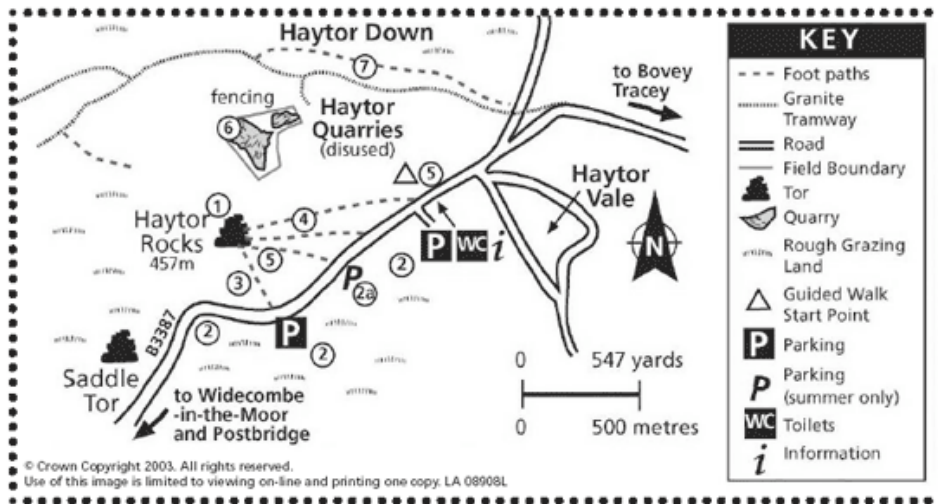 Haytor Down
7
to Bovey
Tracey
fencing
6
Haytor
Quarries
(disused)
5
Haytor
Vale
1
4
Haytor
Rocks
457m
P
WC
i
N
5
2
3
P
2a
B3387
2
P
2
Saddle
Tor
to Widecombe
-in-the-Moor
and Postbridge
0
547 yards
0
500 metres
© Crown Copyright 2003. All rights reserved.
Use of this image is limited to viewing on-line and printing one copy. LA 08908L
KEY
Foot paths
Granite
Tramway
Road
Field Boundary
Tor
Quarry
Rough Grazing
Land
Guided Walk
Start Point
P
Parking
P
Parking
(summer only)
WC
Toilets
i
Information